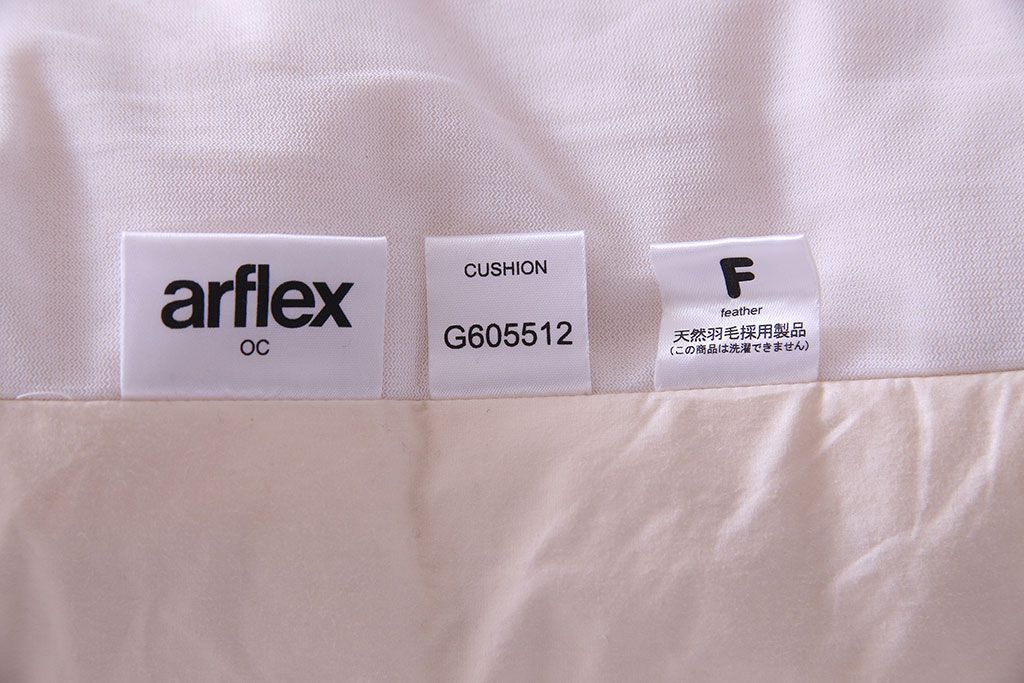 arflex
OC
CUSHION
G605512
F
feather
天然羽毛採用製品
(この商品は洗濯できません)